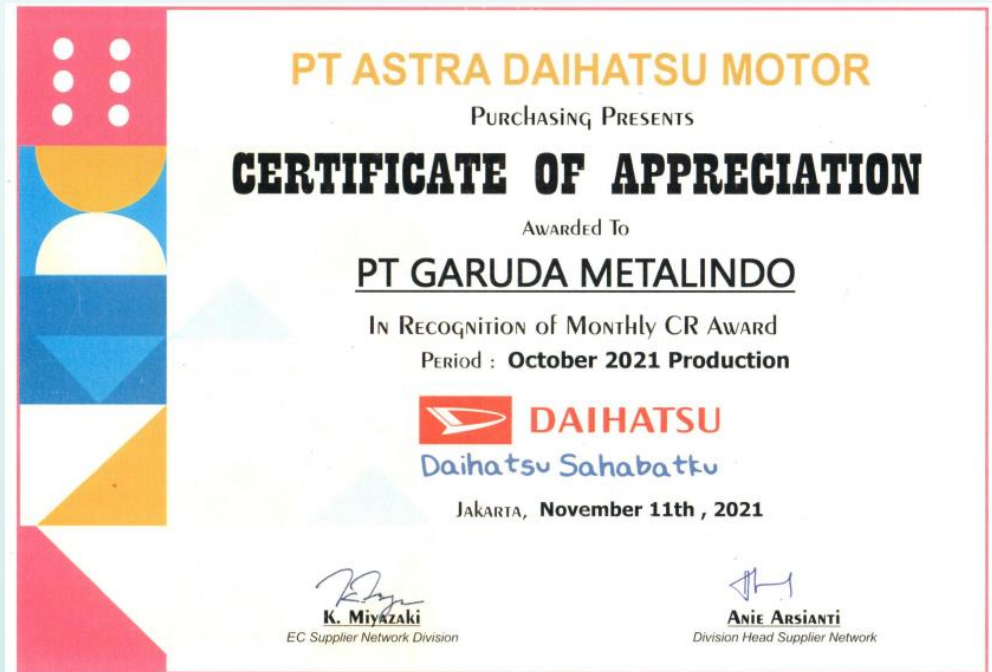 PT ASTRA DAIHATSU MOTOR
Purchasing Presents
CERTIFICATE OF APPRECIATION
Awarded To
PT GARUDA METALINDO
In Recognition of Monthly CR Award
Period : October 2021 Production
DAIHATSU
Daihatsu Sahabatku
Jakarta, November 11th , 2021
K. Miyazaki
EC Supplier Network Division
Anie Arsianti
Division Head Supplier Network